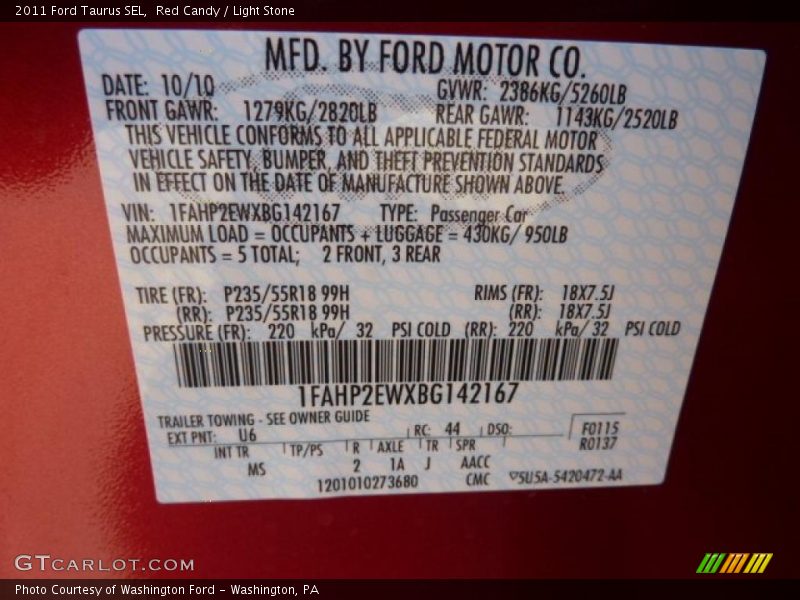 2011 Ford Taurus SEL,  Red Candy / Light Stone
MFD. BY FORD MOTOR CO.
DATE: 10/10 GVWR: 2386KG/5260LB
FRONT GAWR: 1279KG/2820LB REAR GAWR: 1143KG/2520LB
THIS VEHICLE CONFORMS TO ALL APPLICABLE FEDERAL MOTOR
VEHICLE SAFETY, BUMPER, AND THEFT PREVENTION STANDARDS
IN EFFECT ON THE DATE OF MANUFACTURE SHOWN ABOVE.
VIN: 1FAHP2EWXBG142167 TYPE: Passenger Car
MAXIMUM LOAD = OCCUPANTS + LUGGAGE = 430KG/ 950LB
OCCUPANTS = 5 TOTAL; 2 FRONT, 3 REAR
TIRE (FR): P235/55R18 99H RIMS (FR): 18X7.5J
(RR): P235/55R18 99H (RR): 18X7.5J
PRESSURE (FR): 220 kPa/ 32 PSI COLD (RR): 220 kPa/ 32 PSI COLD
1FAHP2EWXBG142167
TRAILER TOWING - SEE OWNER GUIDE
EXT PNT: U6 RC: 44 DSO: F0115
INT TR TP/PS R AXLE TR SPR R0137
MS 2 1A J AACC
1201010273680 CMC ▽5U5A-5420472-AA
GTCARLOT.COM
Photo Courtesy of Washington Ford - Washington, PA